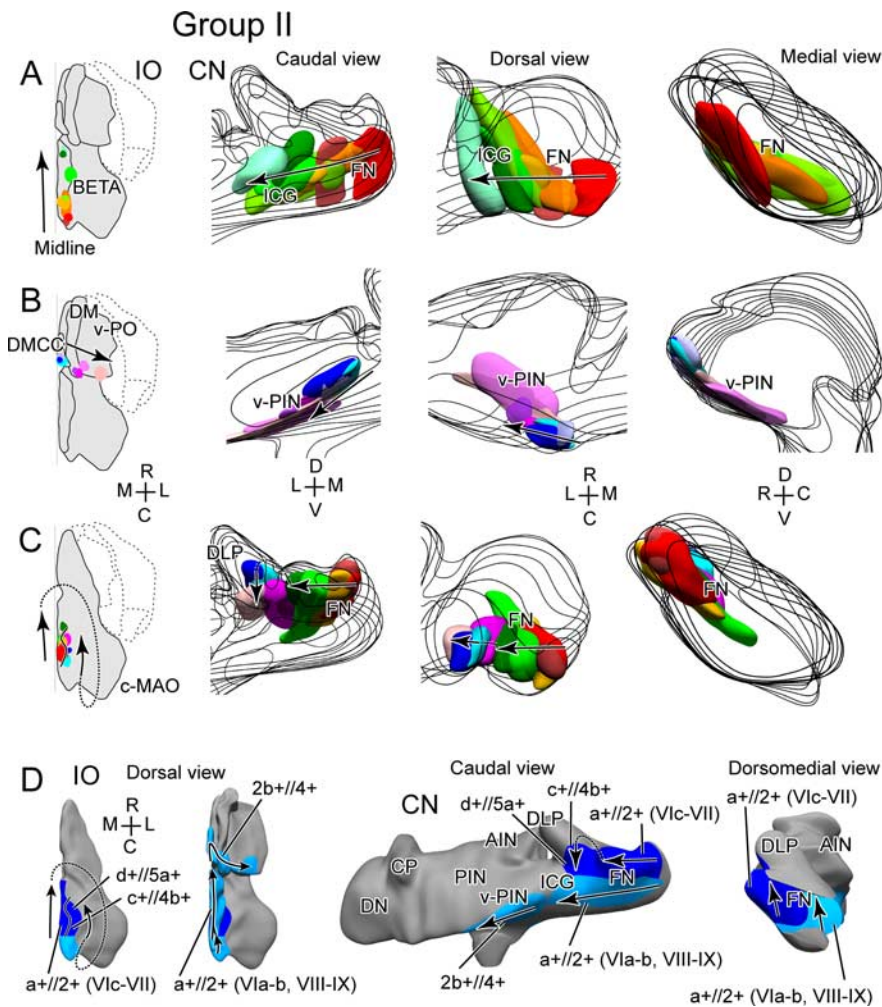 Group II
A
IO
CN
Caudal view
Dorsal view
Medial view
BETA
Midline
ICG
FN
ICG
FN
FN
B
DM
v-PO
DMCC
v-PIN
v-PIN
v-PIN
R
M L
C
D
L M
V
R
L M
C
D
R C
V
C
c-MAO
DLP
FN
FN
FN
D
IO
Dorsal view
R
M L
C
2b+//4+
d+//5a+
c+//4b+
a+//2+ (VIc-VII)
a+//2+ (VIa-b, VIII-IX)
Caudal view
CN
c+//4b+
d+//5a+
DLP
a+//2+ (VIc-VII)
AIN
CP
PIN
ICG
FN
DN
v-PIN
2b+//4+
a+//2+
(VIa-b, VIII-IX)
Dorsomedial view
a+//2+ (VIc-VII)
DLP
AIN
FN
a+//2+ (VIa-b, VIII-IX)